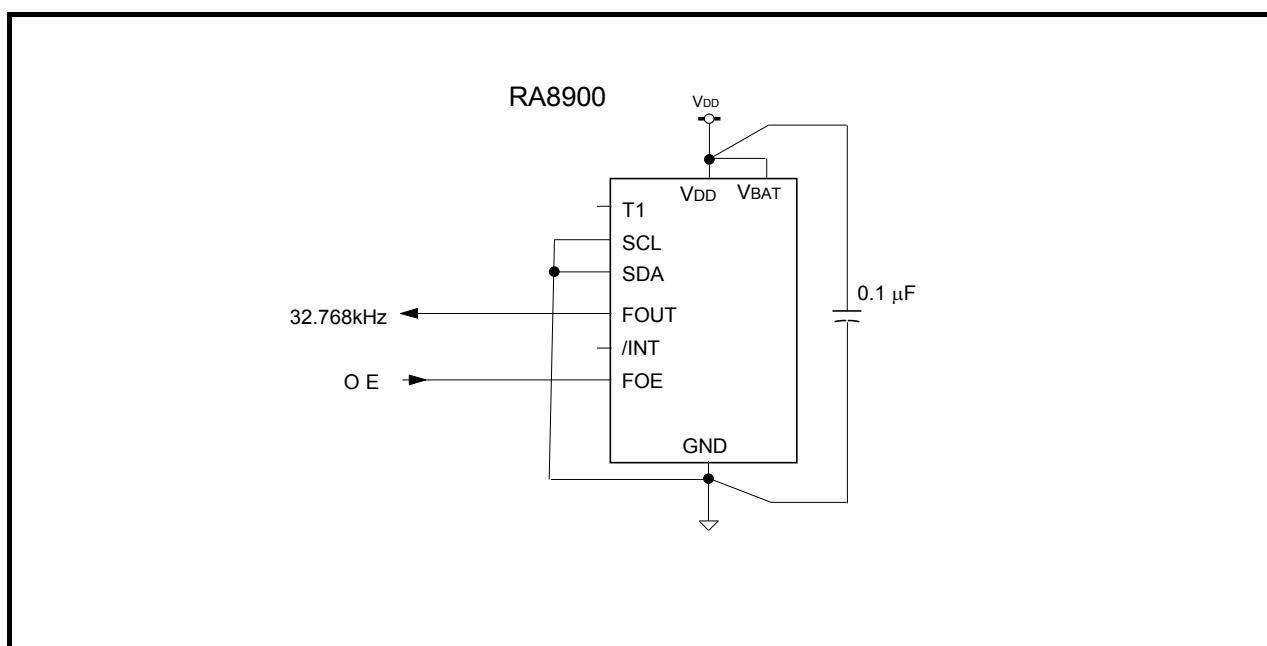 RA8900
VDD
VDD VBAT
T1
SCL
SDA
0.1 μF
32.768kHz FOUT
/INT
O E FOE
GND